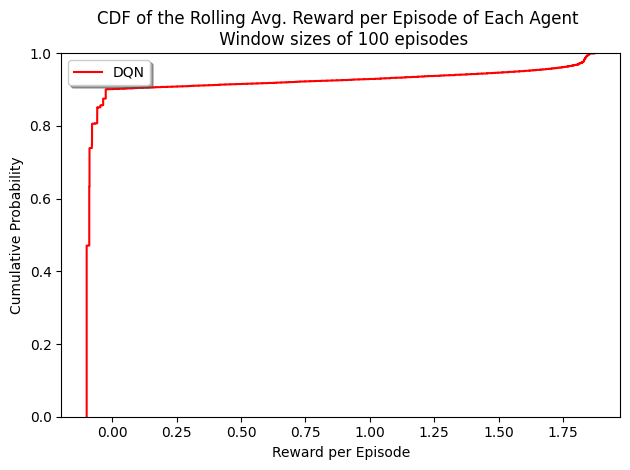 CDF of the Rolling Avg. Reward per Episode of Each Agent
Window sizes of 100 episodes
DQN
1.0
0.8
0.6
0.4
0.2
0.0
Cumulative Probability
0.00 0.25 0.50 0.75 1.00 1.25 1.50 1.75
Reward per Episode